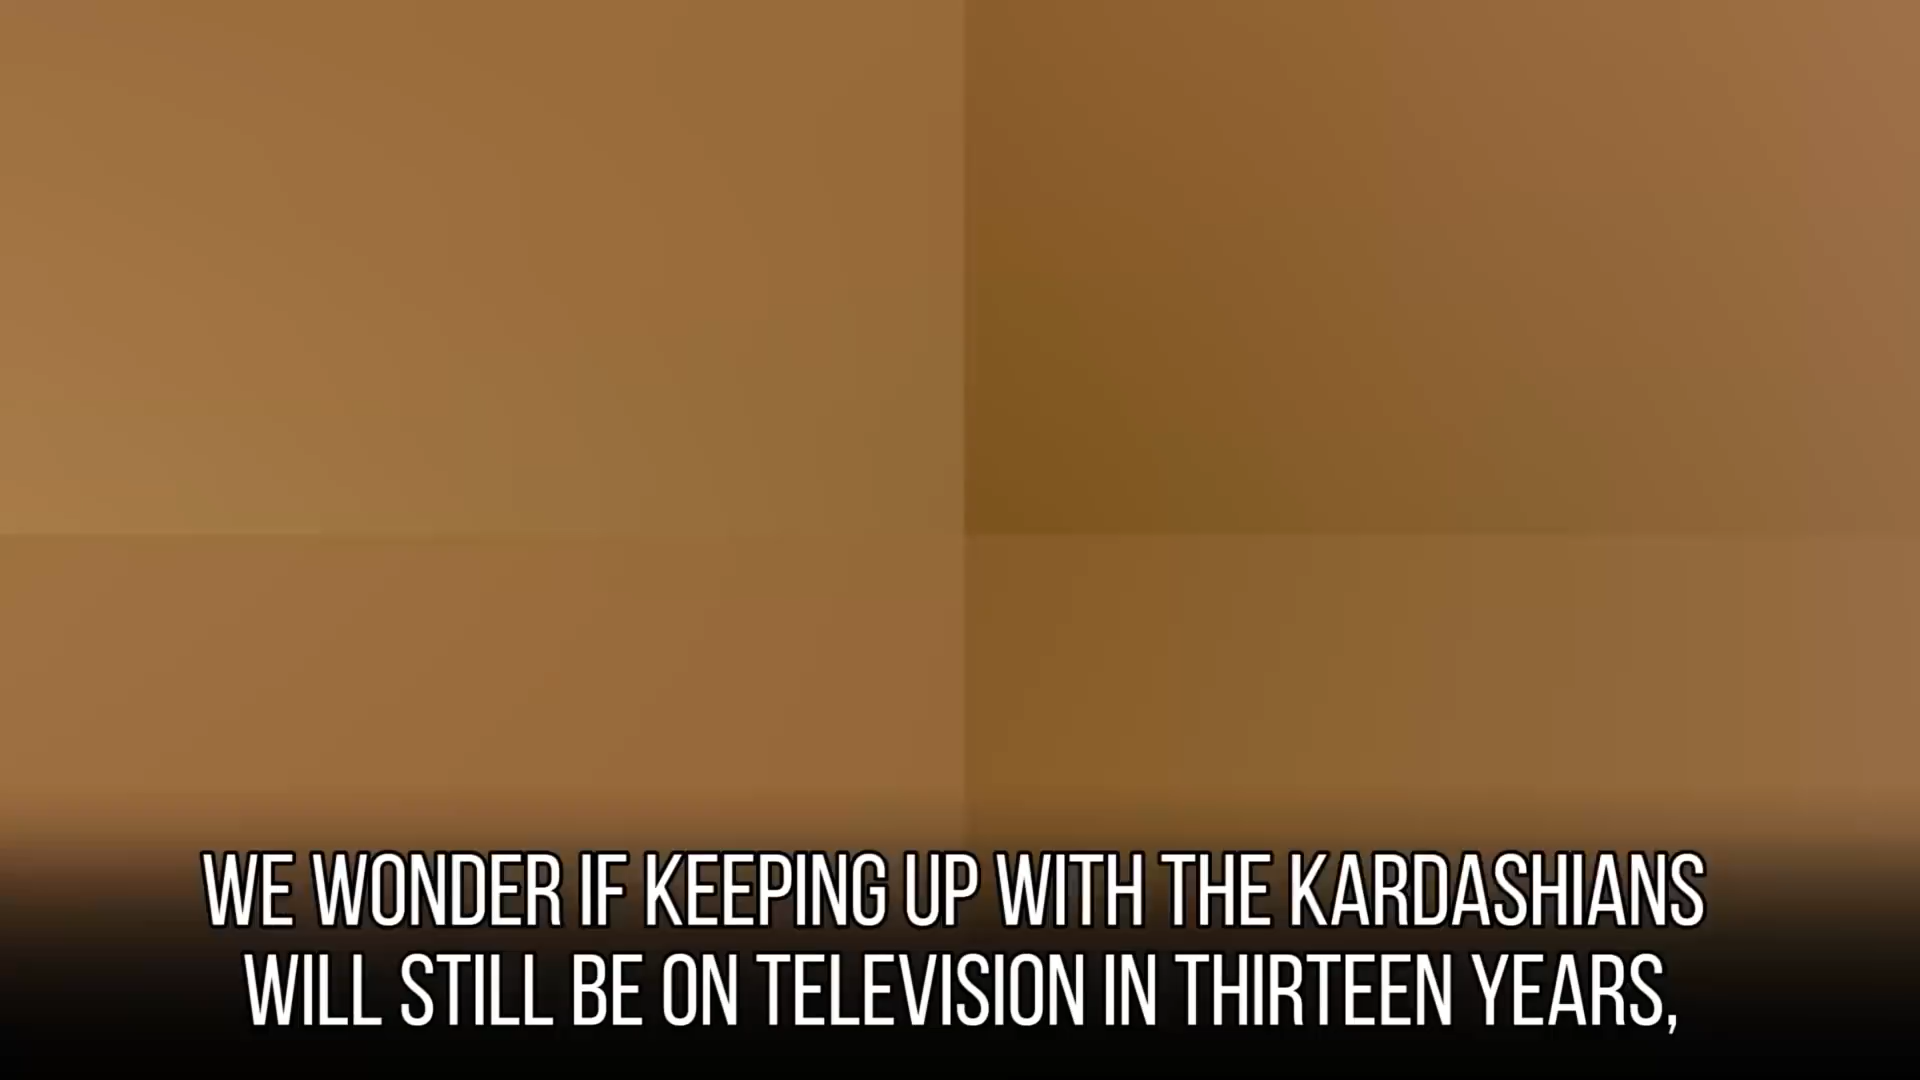 WE WONDER IF KEEPING UP WITH THE KARDASHIANS
WILL STILL BE ON TELEVISION IN THIRTEEN YEARS,